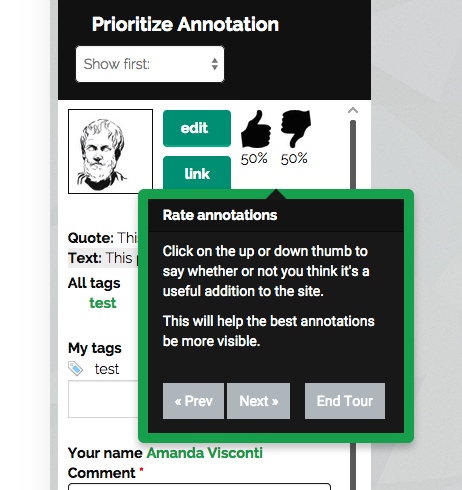 Prioritize Annotation
Show first:
edit
50% 50%
link
Rate annotations
Click on the up or down thumb to
say whether or not you think it's a
useful addition to the site.
This will help the best annotations
be more visible.
« Prev Next » End Tour
Quote: This
Text: This
All tags
test
My tags
test
Your name Amanda Visconti
Comment *